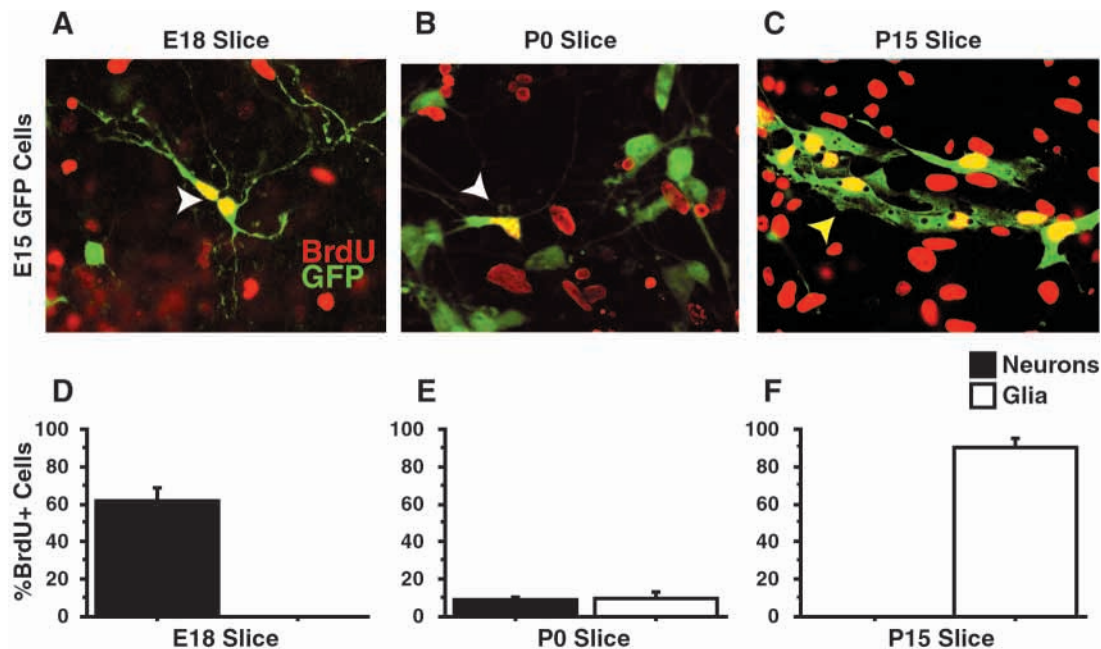 A
E18 Slice
B
P0 Slice
C
P15 Slice
E15 GFP Cells
BrdU
GFP
Neurons
Glia
D
E
F
%BrdU+ Cells
100
80
60
40
20
0
E18 Slice
100
80
60
40
20
0
P0 Slice
100
80
60
40
20
0
P15 Slice